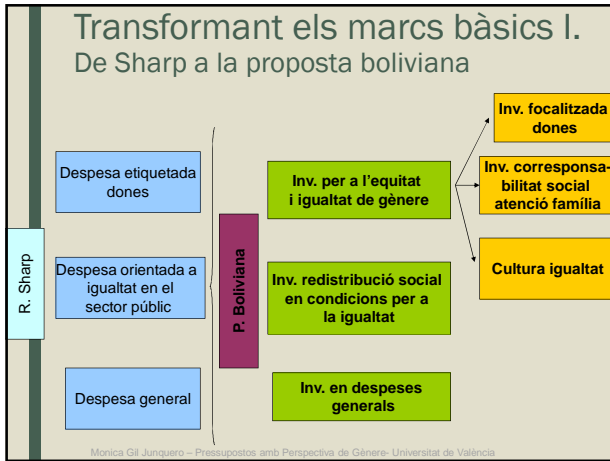 Transformant els marcs bàsics I.
De Sharp a la proposta boliviana
R. Sharp
Despesa etiquetada
dones
Despesa orientada a
igualtat en el
sector públic
Despesa general
P. Boliviana
Inv. per a l'equitat
i igualtat de gènere
Inv. redistribució social
en condicions per a
la igualtat
Inv. en despeses
generals
Inv. focalitzada
dones
Inv. corresponsa-
bilitat social
atenció família
Cultura igualtat
Monica Gil Junquero – Pressupostos amb Perspectiva de Gènere- Universitat de València